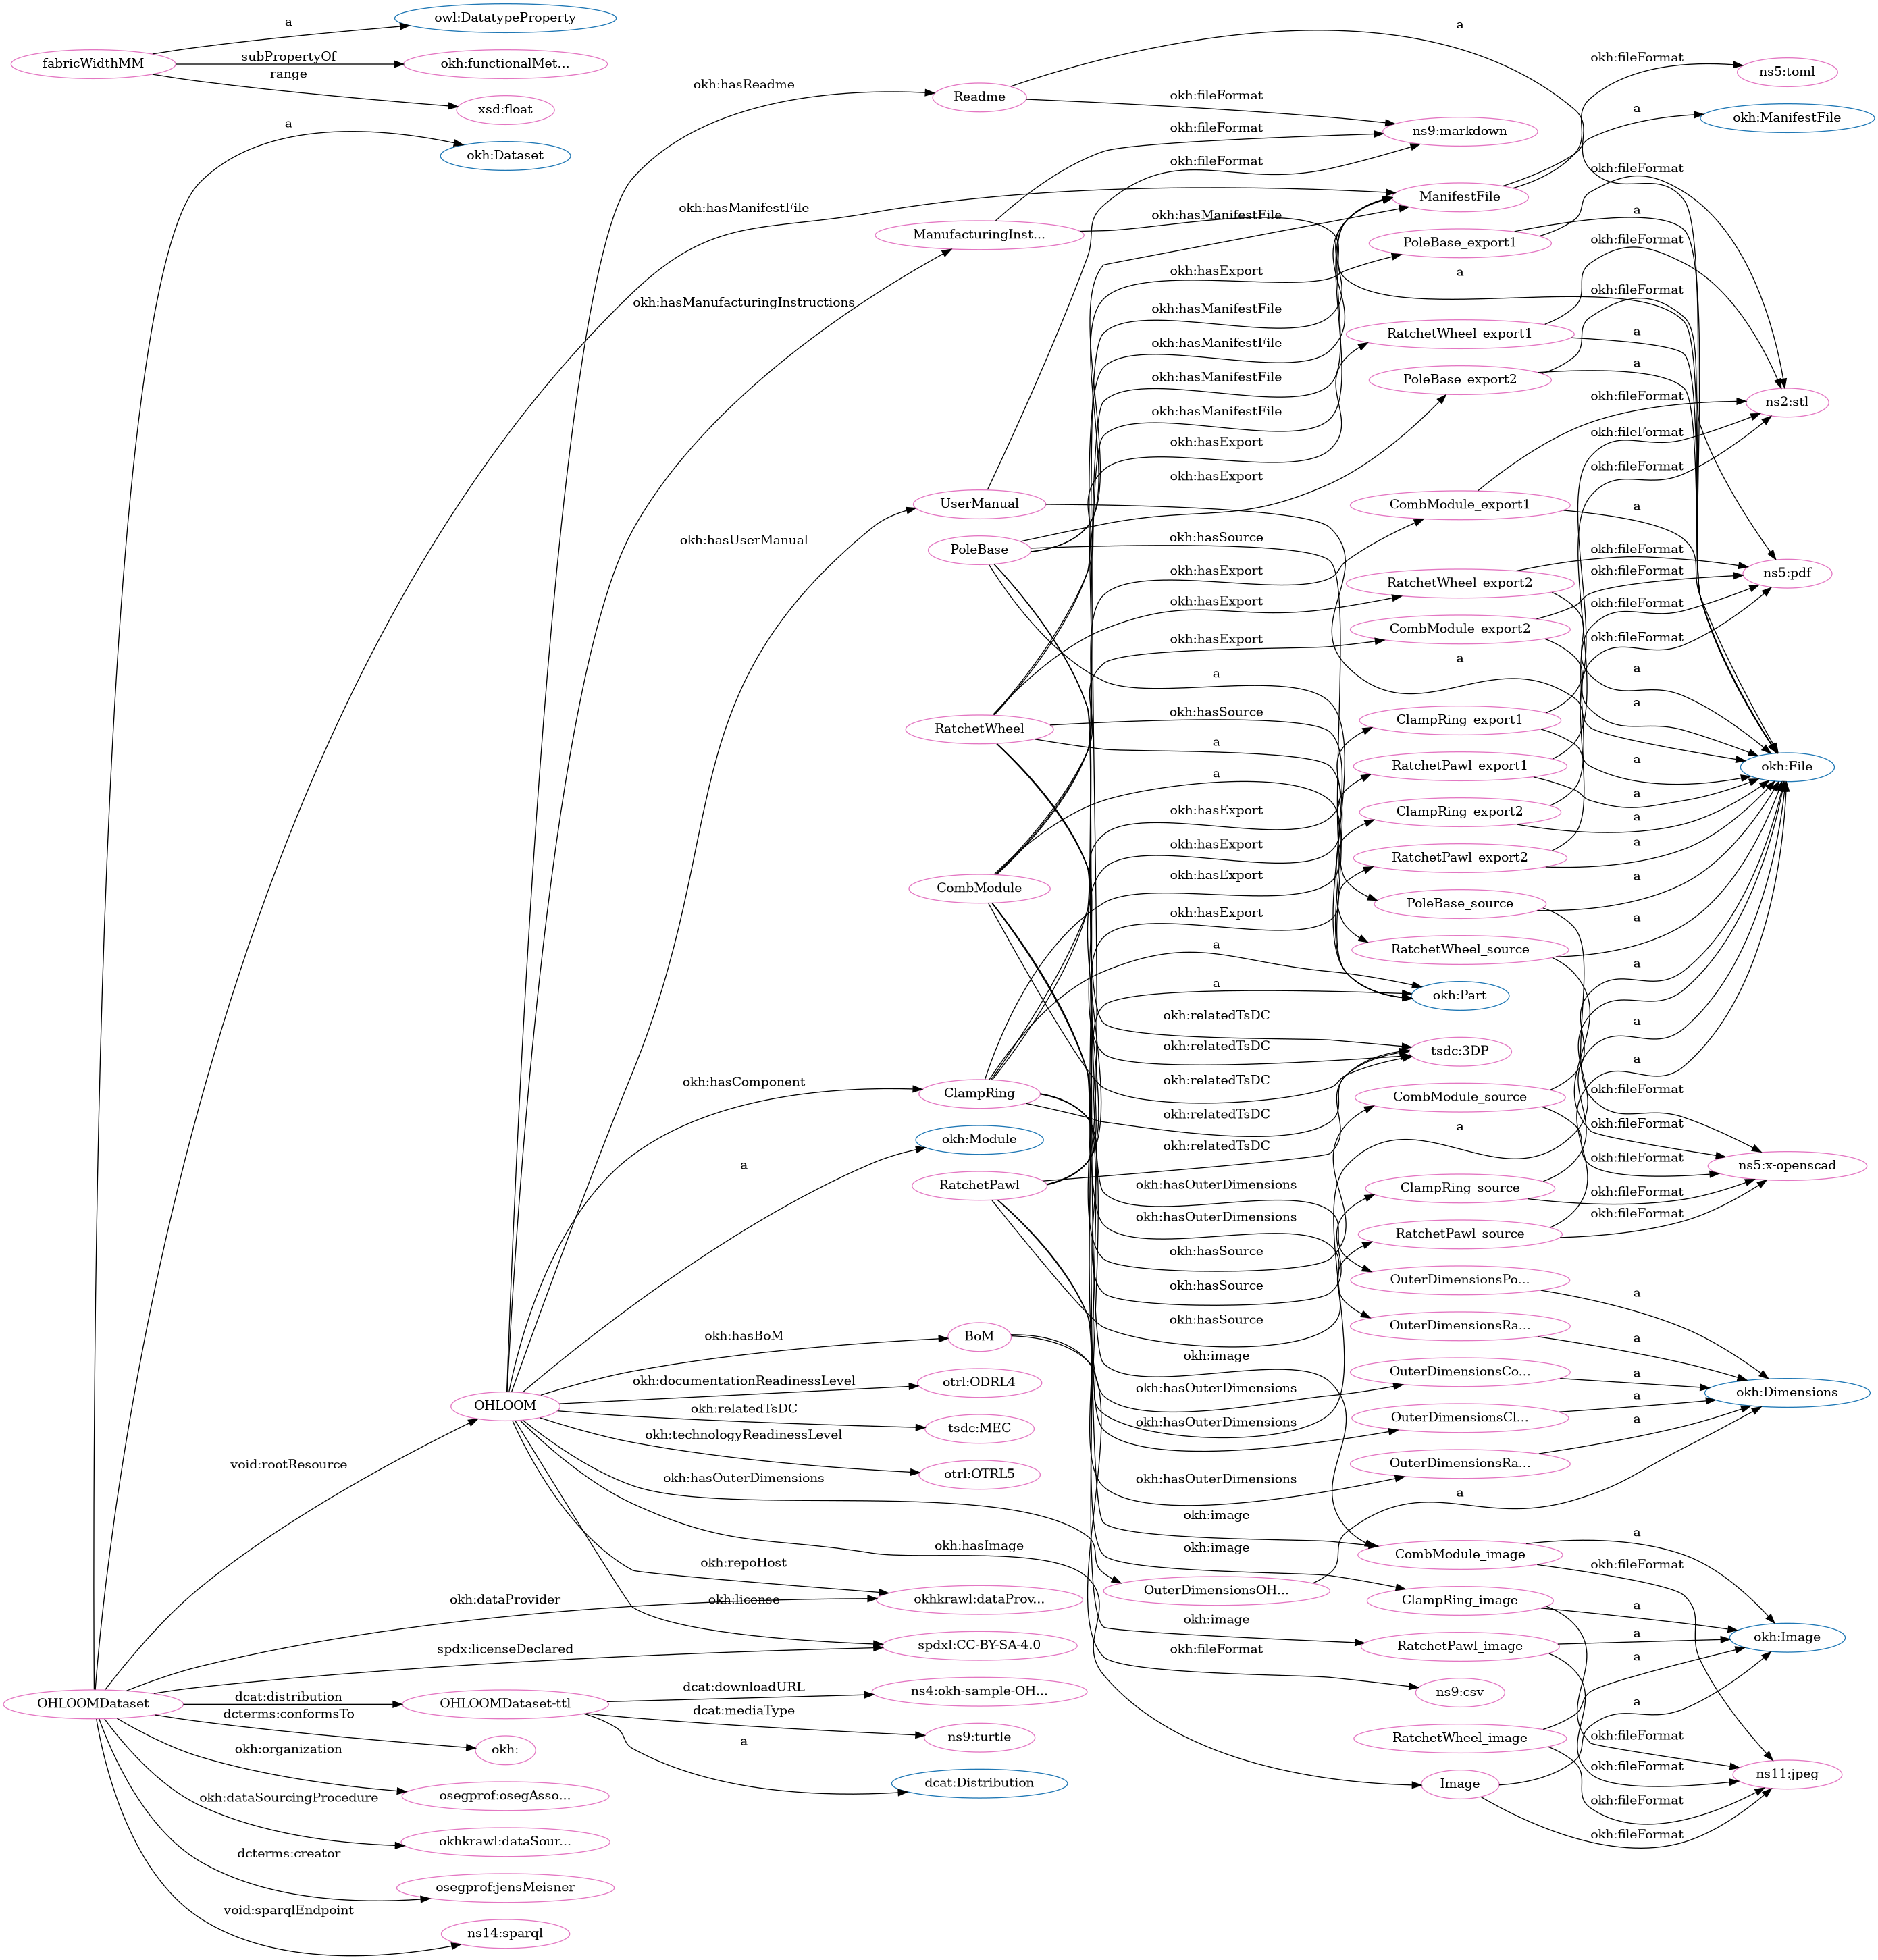 a
owl:DatatypeProperty
fabricWidthMM
subPropertyOf
okh:functionalMet...
range
xsd:float
a
okh:Dataset
okh:hasReadme
Readme
a
okh:fileFormat
okh:fileFormat
okh:fileFormat
ns9:markdown
okh:fileFormat
ns5:toml
a
okh:ManifestFile
okh:hasManifestFile
ManifestFile
okh:fileFormat
ManufacturingInst...
okh:hasManifestFile
PoleBase_export1
a
okh:fileFormat
okh:hasManufacturingInstructions
okh:hasExport
a
okh:fileFormat
okh:hasManifestFile
RatchetWheel_export1
a
okh:hasManifestFile
okh:hasManifestFile
PoleBase_export2
a
okh:hasManifestFile
okh:fileFormat
ns2:stl
okh:hasExport
okh:fileFormat
okh:hasExport
okh:fileFormat
UserManual
CombModule_export1
a
okh:hasUserManual
PoleBase
okh:hasSource
okh:fileFormat
okh:hasExport
RatchetWheel_export2
okh:fileFormat
ns5:pdf
okh:hasExport
okh:fileFormat
okh:hasExport
CombModule_export2
okh:fileFormat
a
a
a
okh:hasSource
ClampRing_export1
a
RatchetWheel
a
a
RatchetPawl_export1
a
okh:File
a
okh:hasExport
ClampRing_export2
a
okh:hasExport
RatchetPawl_export2
a
okh:hasExport
CombModule
PoleBase_source
a
okh:hasExport
RatchetWheel_source
a
a
a
okh:Part
a
okh:relatedTsDC
a
okh:relatedTsDC
tsdc:3DP
a
okh:hasComponent
ClampRing
okh:relatedTsDC
CombModule_source
okh:fileFormat
okh:relatedTsDC
okh:fileFormat
okh:Module
okh:relatedTsDC
a
okh:fileFormat
ns5:x-openscad
a
RatchetPawl
okh:hasOuterDimensions
ClampRing_source
okh:fileFormat
okh:hasOuterDimensions
RatchetPawl_source
okh:fileFormat
okh:hasSource
OuterDimensionsPo...
a
okh:hasSource
okh:hasSource
OuterDimensionsRa...
a
okh:hasBoM
BoM
okh:image
OuterDimensionsCo...
a
okh:Dimensions
okh:documentationReadinessLevel
otrl:ODRL4
okh:hasOuterDimensions
OHLOOM
okh:relatedTsDC
tsdc:MEC
okh:hasOuterDimensions
OuterDimensionsCl...
a
a
okh:technologyReadinessLevel
otrl:OTRL5
void:rootResource
okh:hasOuterDimensions
okh:hasOuterDimensions
OuterDimensionsRa...
a
okh:image
okh:hasImage
okh:image
CombModule_image
a
okh:fileFormat
okh:repoHost
OuterDimensionsOH...
okh:dataProvider
okh:license
okhkrawl:dataProv...
ClampRing_image
a
okh:image
spdx:licenseDeclared
spdxl:CC-BY-SA-4.0
okh:fileFormat
RatchetPawl_image
a
okh:Image
a
OHLOOMDataset
dcat:distribution
OHLOOMDataset-ttl
dcat:downloadURL
ns4:okh-sample-OH...
ns9:csv
a
dcterms:conformsTo
dcat:mediaType
ns9:turtle
RatchetWheel_image
okh:fileFormat
okh:
a
okh:organization
dcat:Distribution
Image
okh:fileFormat
ns11:jpeg
osegprof:osegAsso...
okh:fileFormat
okh:dataSourcingProcedure
okhkrawl:dataSour...
okh:fileFormat
dcterms:creator
osegprof:jensMeisner
void:sparqlEndpoint
ns14:sparql